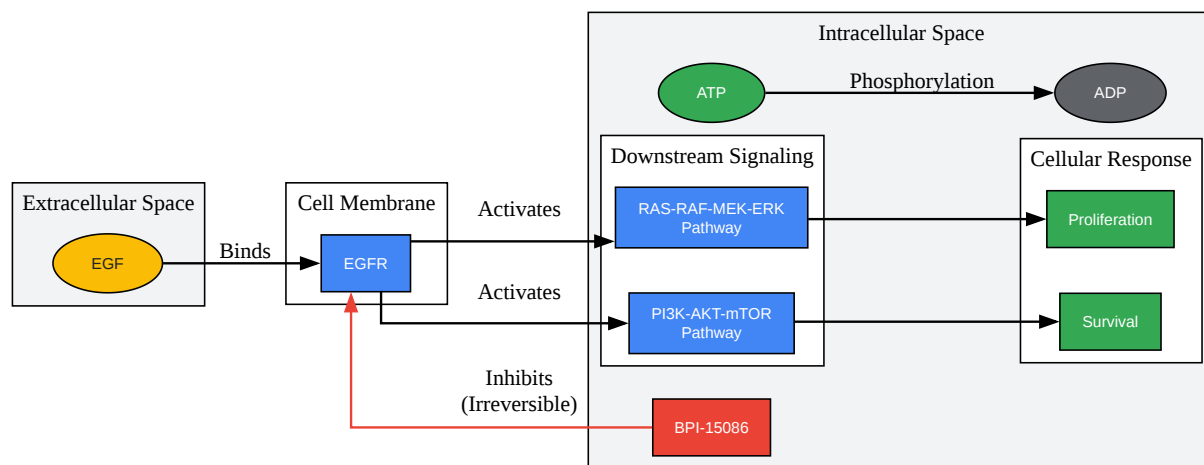 Intracellular Space
ATP
Phosphorylation
ADP
Extracellular Space
EGF
Binds
Cell Membrane
EGFR
Activates
Activates
Downstream Signaling
RAS-RAF-MEK-ERK
Pathway
PI3K-AKT-mTOR
Pathway
Cellular Response
Proliferation
Survival
Inhibits
(Irreversible)
BPI-15086